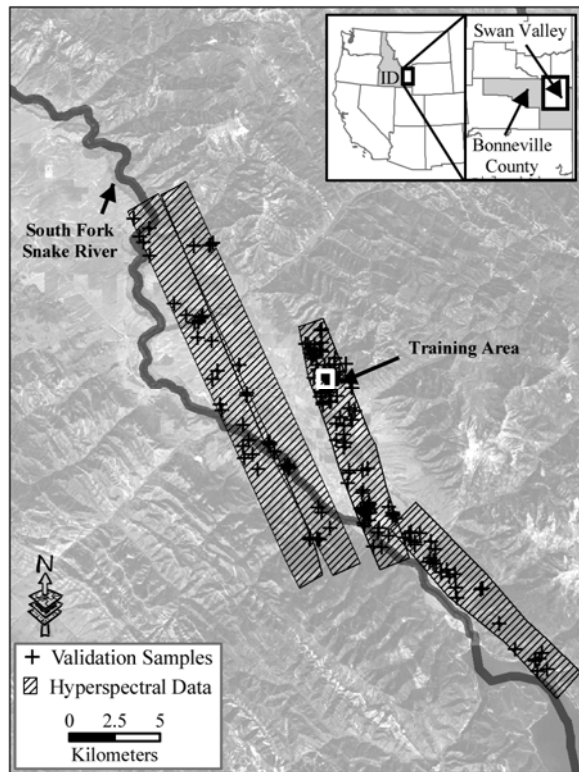 Swan Valley
ID
Bonneville
County
South Fork
Snake River
Training Area
N
Validation Samples
Hyperspectral Data
0 2.5 5
Kilometers